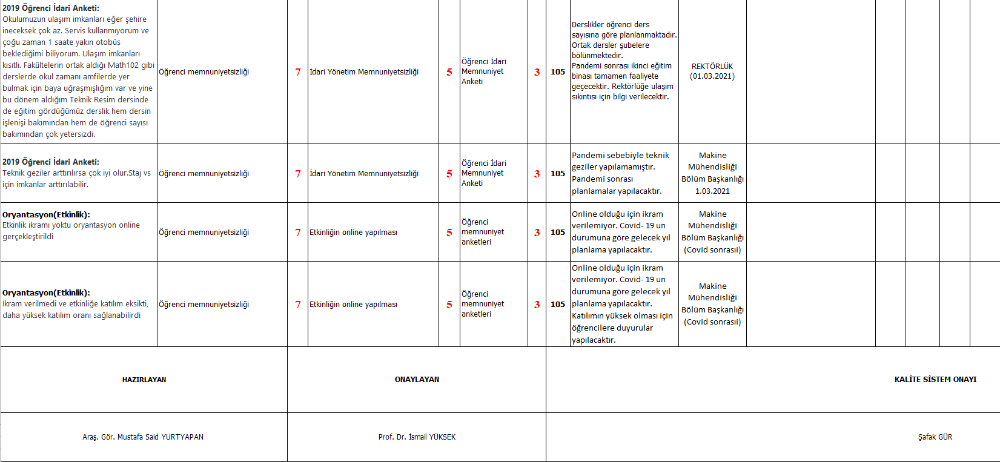 2019 Öğrenci İdari Anketi:
Okulumuzun ulaşım imkanları eğer şehire
ineceksek çok az. Servis kullanmıyorum ve
çoğu zaman 1 saate yakın otobüs
beklediğimi biliyorum. Ulaşım imkanları
kısıtlı. Fakültelerin ortak aldığı Math102 gibi
derslerde okul zamanı amfilerde yer
bulmak için baya uğraşmışlığım var ve yine
bu dönem aldığım Teknik Resim dersinde
de eğitim gördüğümüz derslik hem dersin
işlenişi bakımından hem de öğrenci sayısı
bakımından çok yetersizdi.
Öğrenci memnuniyetsizliği
7
İdari Yönetim Memnuniyetsizliği
5
Öğrenci İdari
Memnuniyet
Anketi
3
105
Derslikler öğrenci ders
sayısına göre planlanmaktadır.
Ortak dersler şubelere
bölünmektedir.
Pandemi sonrası ikinci eğitim
binası tamamen faaliyete
geçecektir. Rektörlüğe ulaşım
sıkıntısı için bilgi verilecektir.
REKTÖRLÜK
(01.03.2021)
2019 Öğrenci İdari Anketi:
Teknik geziler arttırılırsa çok iyi olur.Staj vs
için imkanlar arttırılabilir.
Öğrenci memnuniyetsizliği
7
İdari Yönetim Memnuniyetsizliği
5
Öğrenci İdari
Memnuniyet
Anketi
3
105
Pandemi sebebiyle teknik
geziler yapılamamıştır.
Pandemi sonrası
planlamalar yapılacaktır.
Makine
Mühendisliği
Bölüm Başkanlığı
1.03.2021
Oryantasyon(Etkinlik):
Etkinlik ikramı yoktu oryantasyon online
gerçekleştirildi
Öğrenci memnuniyetsizliği
7
Etkinliğin online yapılması
5
Öğrenci
memnuniyet
anketleri
3
105
Online olduğu için ikram
verilemiyor. Covid- 19 un
durumuna göre gelecek yıl
planlama yapılacaktır.
Makine
Mühendisliği
Bölüm Başkanlığı
(Covid sonrasıi)
Oryantasyon(Etkinlik):
İkram verilmedi ve etkinliğe katılım eksikti,
daha yüksek katılım oranı sağlanabilirdi
Öğrenci memnuniyetsizliği
7
Etkinliğin online yapılması
5
Öğrenci
memnuniyet
anketleri
3
105
Online olduğu için ikram
verilemiyor. Covid- 19 un
durumuna göre gelecek yıl
planlama yapılacaktır.
Katılımın yüksek olması için
öğrencilere duyurular
yapılacaktır.
Makine
Mühendisliği
Bölüm Başkanlığı
(Covid sonrasıi)
HAZIRLAYAN
ONAYLAYAN
KALİTE SİSTEM ONAYI
Araş. Gör. Mustafa Said YURTYAPAN
Prof. Dr. İsmail YÜKSEK
Şafak GÜR